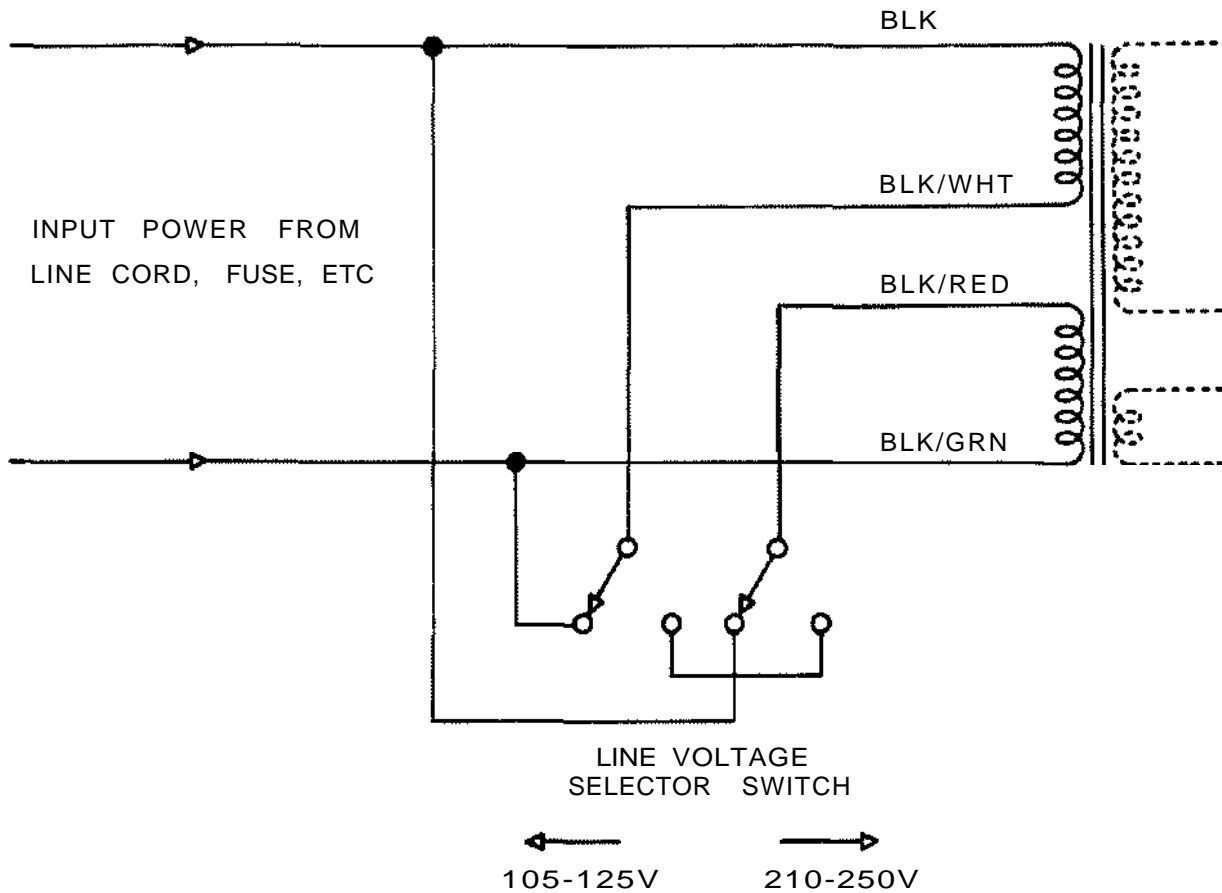 BLK
BLK/WHT
INPUT POWER FROM
LINE CORD, FUSE, ETC
BLK/RED
BLK/GRN
LINE VOLTAGE
SELECTOR SWITCH
105-125V
210-250V